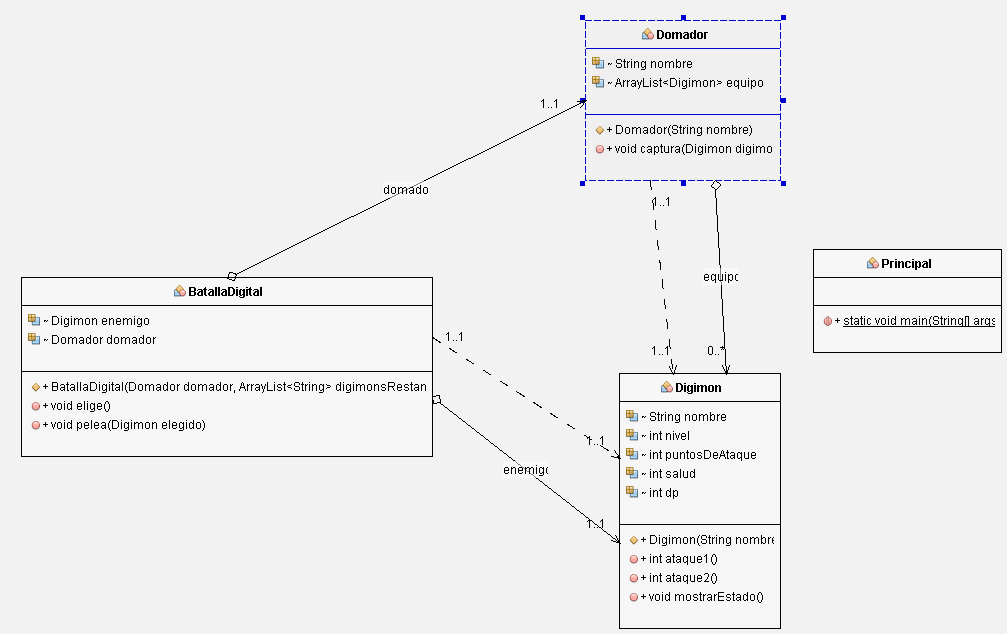 Domador
~ String nombre
~ ArrayList<Digimon> equipo
+ Domador(String nombre)
+ void captura(Digimon digimo
1..1
domado
1..1
equipo
1..1
0..*
BatallaDigital
~ Digimon enemigo
~ Domador domador
+ BatallaDigital(Domador domador, ArrayList<String> digimonsRestan
+ void elige()
+ void pelea(Digimon elegido)
1..1
1..1
enemigo
1..1
Principal
+ static void main(String[] args
Digimon
~ String nombre
~ int nivel
~ int puntosDeAtaque
~ int salud
~ int dp
+ Digimon(String nombre
+ int ataque1()
+ int ataque2()
+ void mostrarEstado()